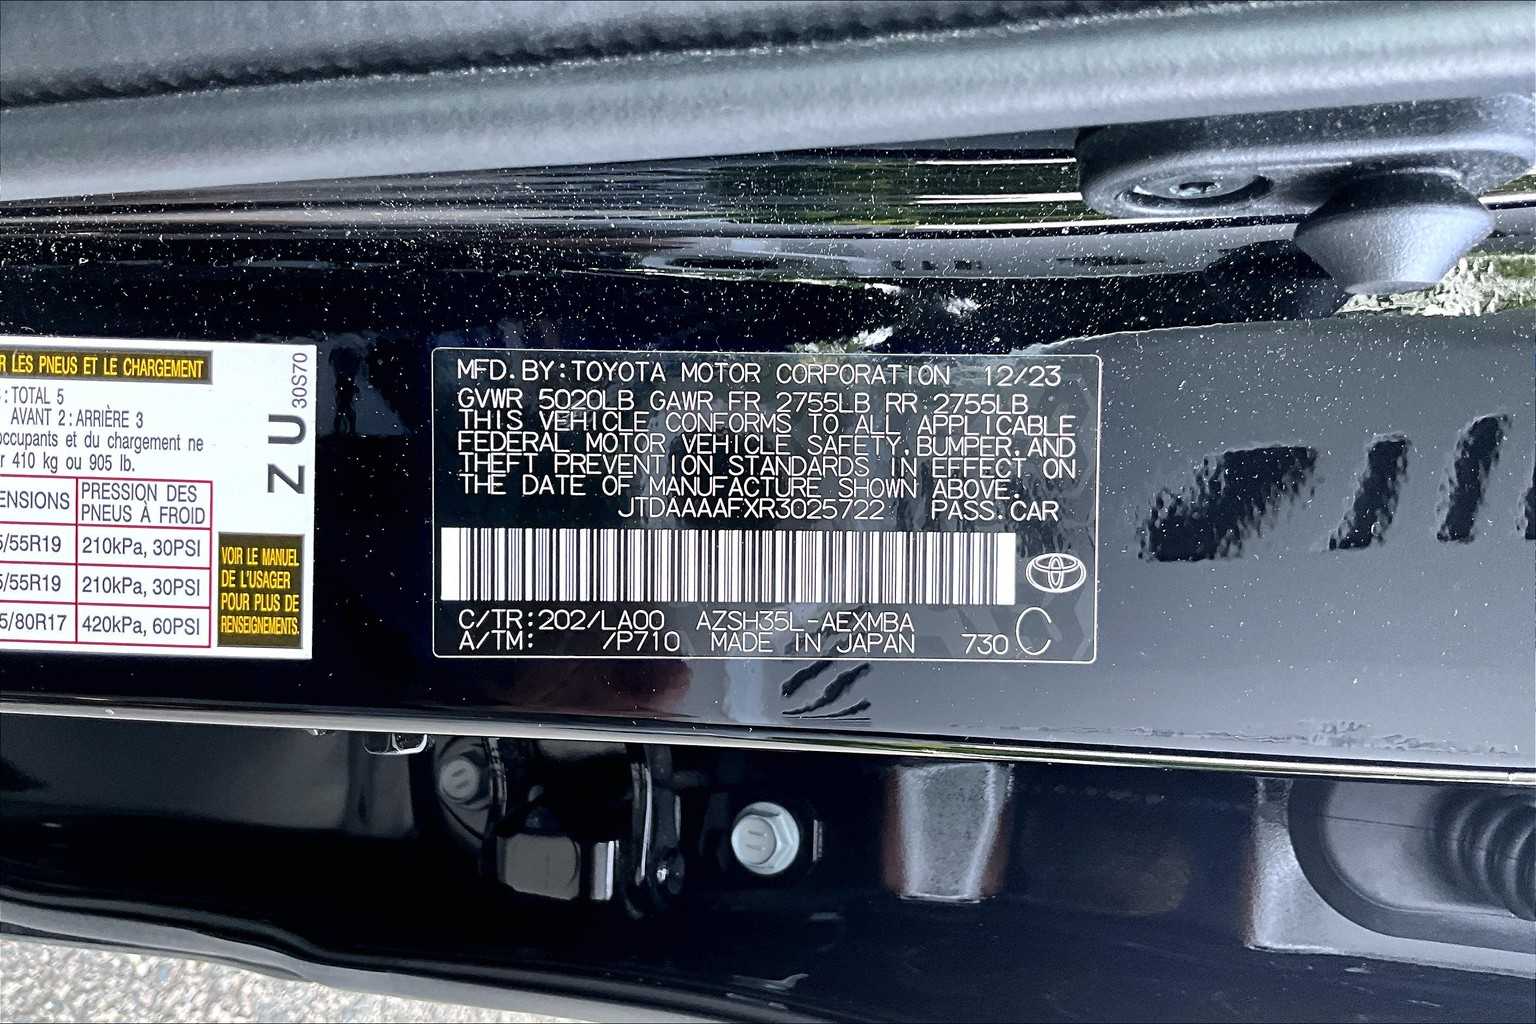 LES PNEUS ET LE CHARGEMENT
: TOTAL 5
AVANT 2 : ARRIÈRE 3
occupants et du chargement ne
410 kg ou 905 lb.
PRESSION DES
PNEUS À FROID
/55R19 210kPa, 30PSI
/55R19 210kPa, 30PSI
5/80R17 420kPa, 60PSI
ZU
30S70
VOIR LE MANUEL
DE L'USAGER
POUR PLUS DE
RENSEIGNEMENTS.
MFD. BY: TOYOTA MOTOR CORPORATION 12/23
GVWR 5020LB GAWR FR 2755LB RR 2755LB
THIS VEHICLE CONFORMS TO ALL APPLICABLE
FEDERAL MOTOR VEHICLE SAFETY, BUMPER, AND
THEFT PREVENTION STANDARDS IN EFFECT ON
THE DATE OF MANUFACTURE SHOWN ABOVE.
JTDAAAAFXR3025722 PASS. CAR
C/TR: 202/LA00 AZSH35L-AEXMBA
A/TM: /P710 MADE IN JAPAN 730 C